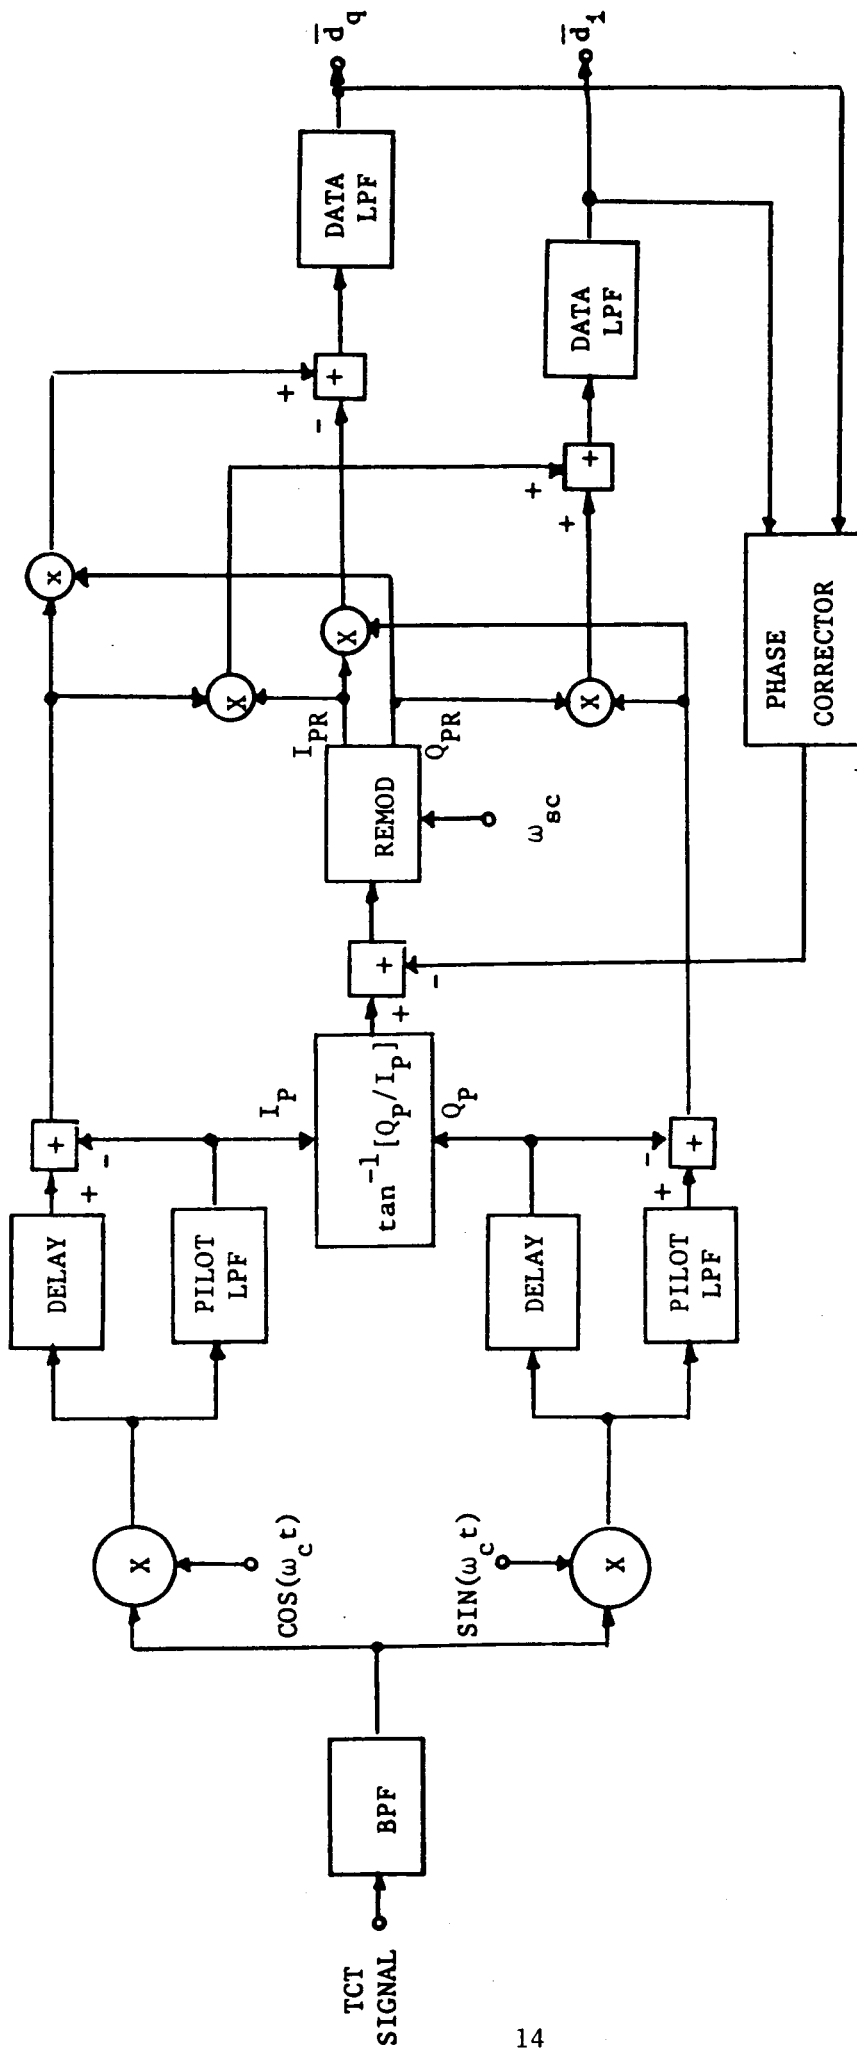 TCT
SIGNAL
BPF
X
COS(ω_c t)
SIN(ω_c t)
X
DELAY
PILOT
LPF
DELAY
PILOT
LPF
+
+
-
I_P
tan⁻¹[Q_P/I_P]
Q_P
-
+
+
+
+
-
REMOD
ω_sc
I_PR
Q_PR
X
X
X
X
PHASE
CORRECTOR
+
-
+
+
+
+
DATA
LPF
DATA
LPF
d̅_q
d̅_i
14